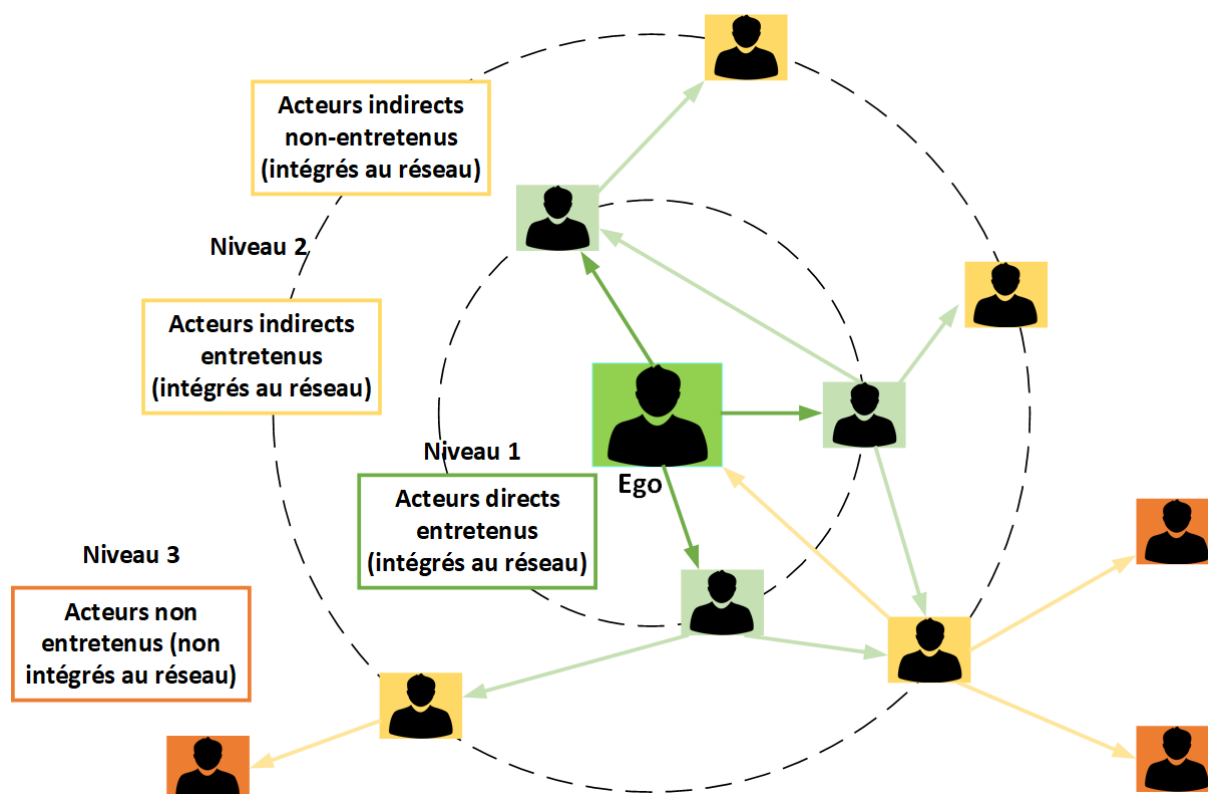 Acteurs indirects
non-entretenus
(intégrés au réseau)
Niveau 2
Acteurs indirects
entretenus
(intégrés au réseau)
Niveau 1
Ego
Acteurs directs
entretenus
(intégrés au réseau)
Niveau 3
Acteurs non
entretenus (non
intégrés au réseau)